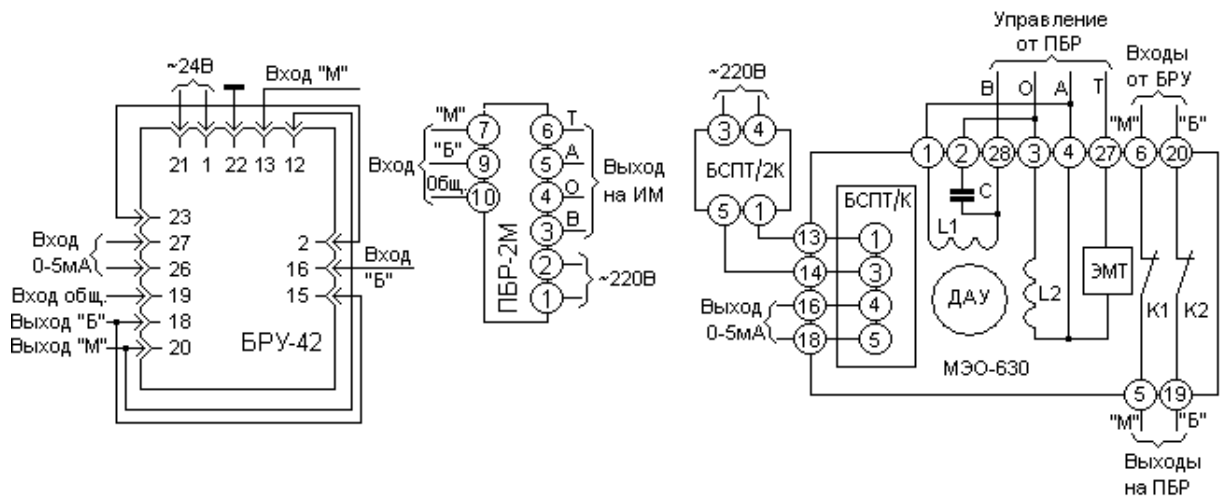 ~24В
Вход "М"
21 1 22 13 12
23
Вход
0-5мА
27
26
Вход общ.
19
Выход "Б"
18
Выход "М"
20
2
16
Вход
"Б"
15
БРУ-42
Вход
"М"
7
"Б"
9
Общ.
10
ПБР-2М
6
Т
5
А
4
О
3
В
Выход
на ИМ
2
1
~220В
~220В
3 4
БСПТ/2К
5 1
Управление
от ПБР
В О А Т
Входы
от БРУ
"М" "Б"
1 2 28 3 4 27 6 20
БСПТ/К
13 1
14 3
Выход
0-5мА
16 4
18 5
С
L1
ДАУ
L2
ЭМТ
К1 К2
МЭО-630
5 19
"М" "Б"
Выходы
на ПБР